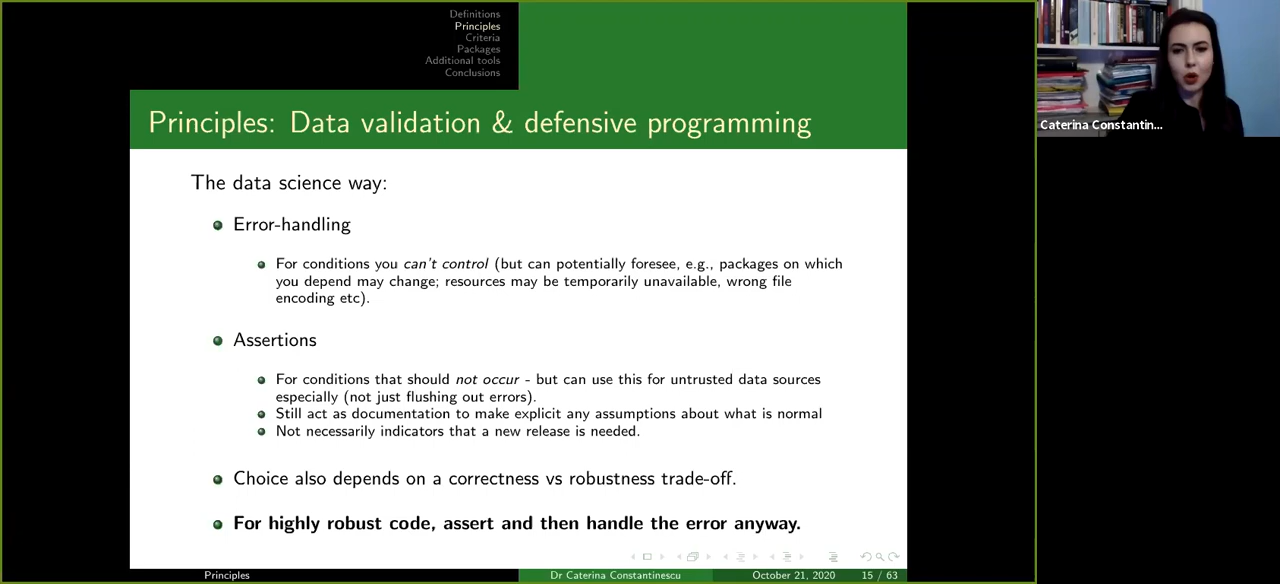 Definitions
Principles
Criteria
Packages
Additional tools
Conclusions
Principles: Data validation & defensive programming
The data science way:
Error-handling
For conditions you can't control (but can potentially foresee, e.g., packages on which
you depend may change; resources may be temporarily unavailable, wrong file
encoding etc).
Assertions
For conditions that should not occur - but can use this for untrusted data sources
especially (not just flushing out errors).
Still act as documentation to make explicit any assumptions about what is normal
Not necessarily indicators that a new release is needed.
Choice also depends on a correctness vs robustness trade-off.
For highly robust code, assert and then handle the error anyway.
Principles
Dr Caterina Constantinescu
October 21, 2020
15 / 63
Caterina Constantin...